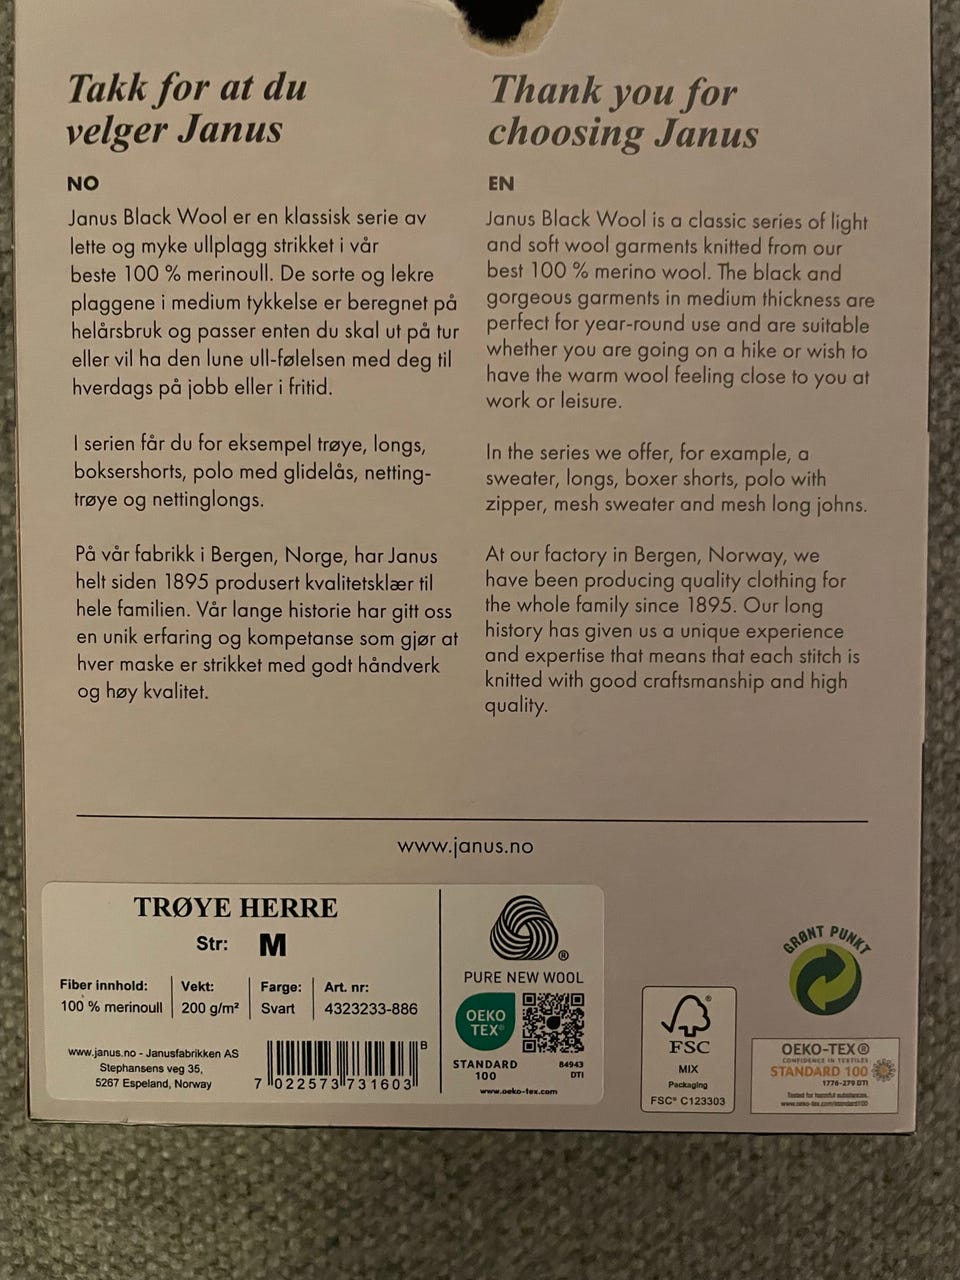 Takk for at du
velger Janus
NO
Janus Black Wool er en klassisk serie av
lette og myke ullplagg strikket i vår
beste 100 % merinoull. De sorte og lekre
plaggene i medium tykkelse er beregnet på
helårsbruk og passer enten du skal ut på tur
eller vil ha den lune ull-følelsen med deg til
hverdags på jobb eller i fritid.
I serien får du for eksempel trøye, longs,
boksershorts, polo med glidelås, netting-
trøye og nettinglongs.
På vår fabrikk i Bergen, Norge, har Janus
helt siden 1895 produsert kvalitetsklær til
hele familien. Vår lange historie har gitt oss
en unik erfaring og kompetanse som gjør at
hver maske er strikket med godt håndverk
og høy kvalitet.
Thank you for
choosing Janus
EN
Janus Black Wool is a classic series of light
and soft wool garments knitted from our
best 100 % merino wool. The black and
gorgeous garments in medium thickness are
perfect for year-round use and are suitable
whether you are going on a hike or wish to
have the warm wool feeling close to you at
work or leisure.
In the series we offer, for example, a
sweater, longs, boxer shorts, polo with
zipper, mesh sweater and mesh long johns.
At our factory in Bergen, Norway, we
have been producing quality clothing for
the whole family since 1895. Our long
history has given us a unique experience
and expertise that means that each stitch is
knitted with good craftsmanship and high
quality.
www.janus.no
TRØYE HERRE
Str: M
Fiber innhold:
100 % merinoull
Vekt:
200 g/m²
Farge:
Svart
Art. nr:
4323233-886
www.janus.no - Janusfabrikken AS
Stephansens veg 35,
5267 Espeland, Norway
B
7 022573 731603
®
PURE NEW WOOL
OEKO
TEX®
STANDARD
100
84943
DTI
www.oeko-tex.com
®
FSC
MIX
Packaging
FSC® C123303
GRØNT PUNKT
OEKO-TEX®
CONFIDENCE IN TEXTILES
STANDARD 100
1776-279 DTI
Tested for harmful substances.
www.oeko-tex.com/standard100